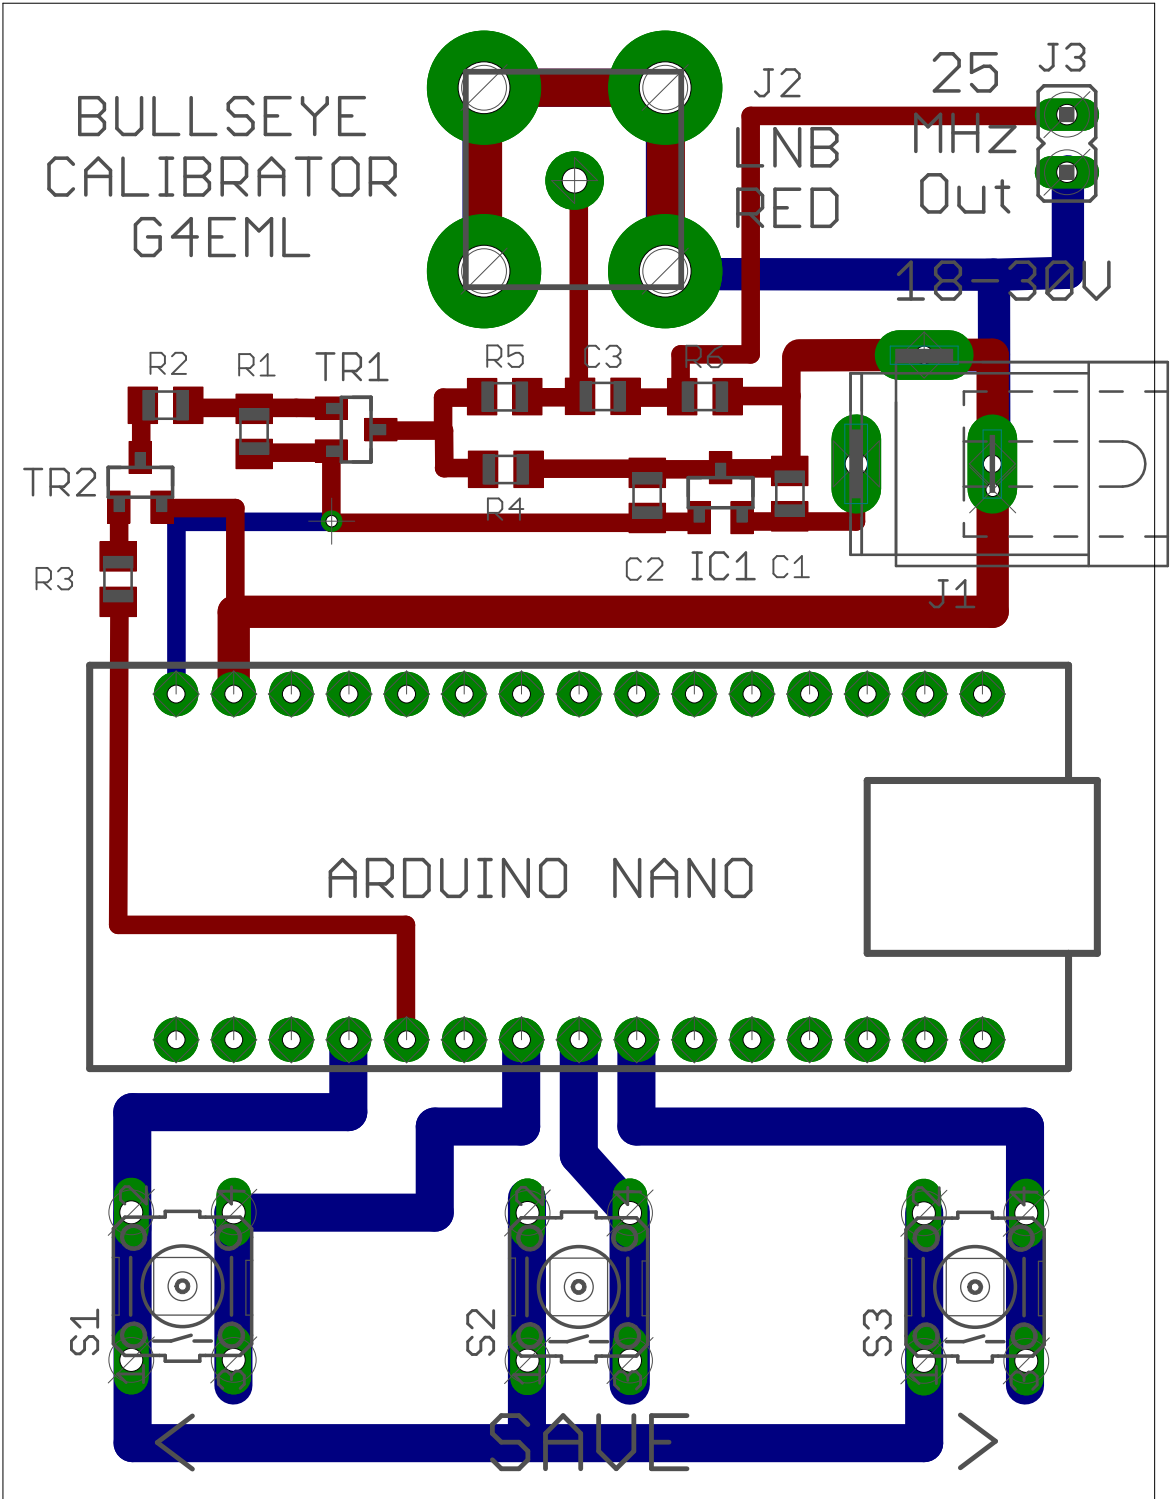 BULLSEYE
CALIBRATOR
G4EML
J2
LNB
RED
25
MHz
Out
J3
18-30V
R2
R1
TR1
R5
C3
R6
TR2
R4
R3
C2
IC1
C1
J1
ARDUINO NANO
S1
S2
S3
< SAVE >